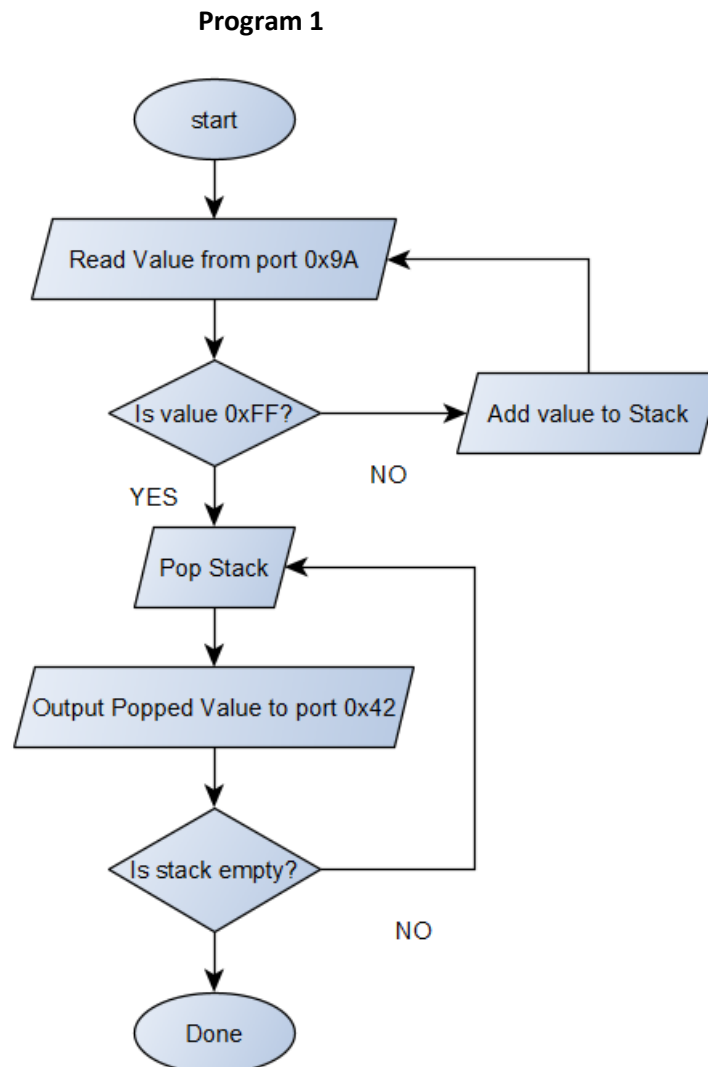 Program 1
start
Read Value from port 0x9A
Is value 0xFF?
Add value to Stack
NO
YES
Pop Stack
Output Popped Value to port 0x42
Is stack empty?
NO
Done